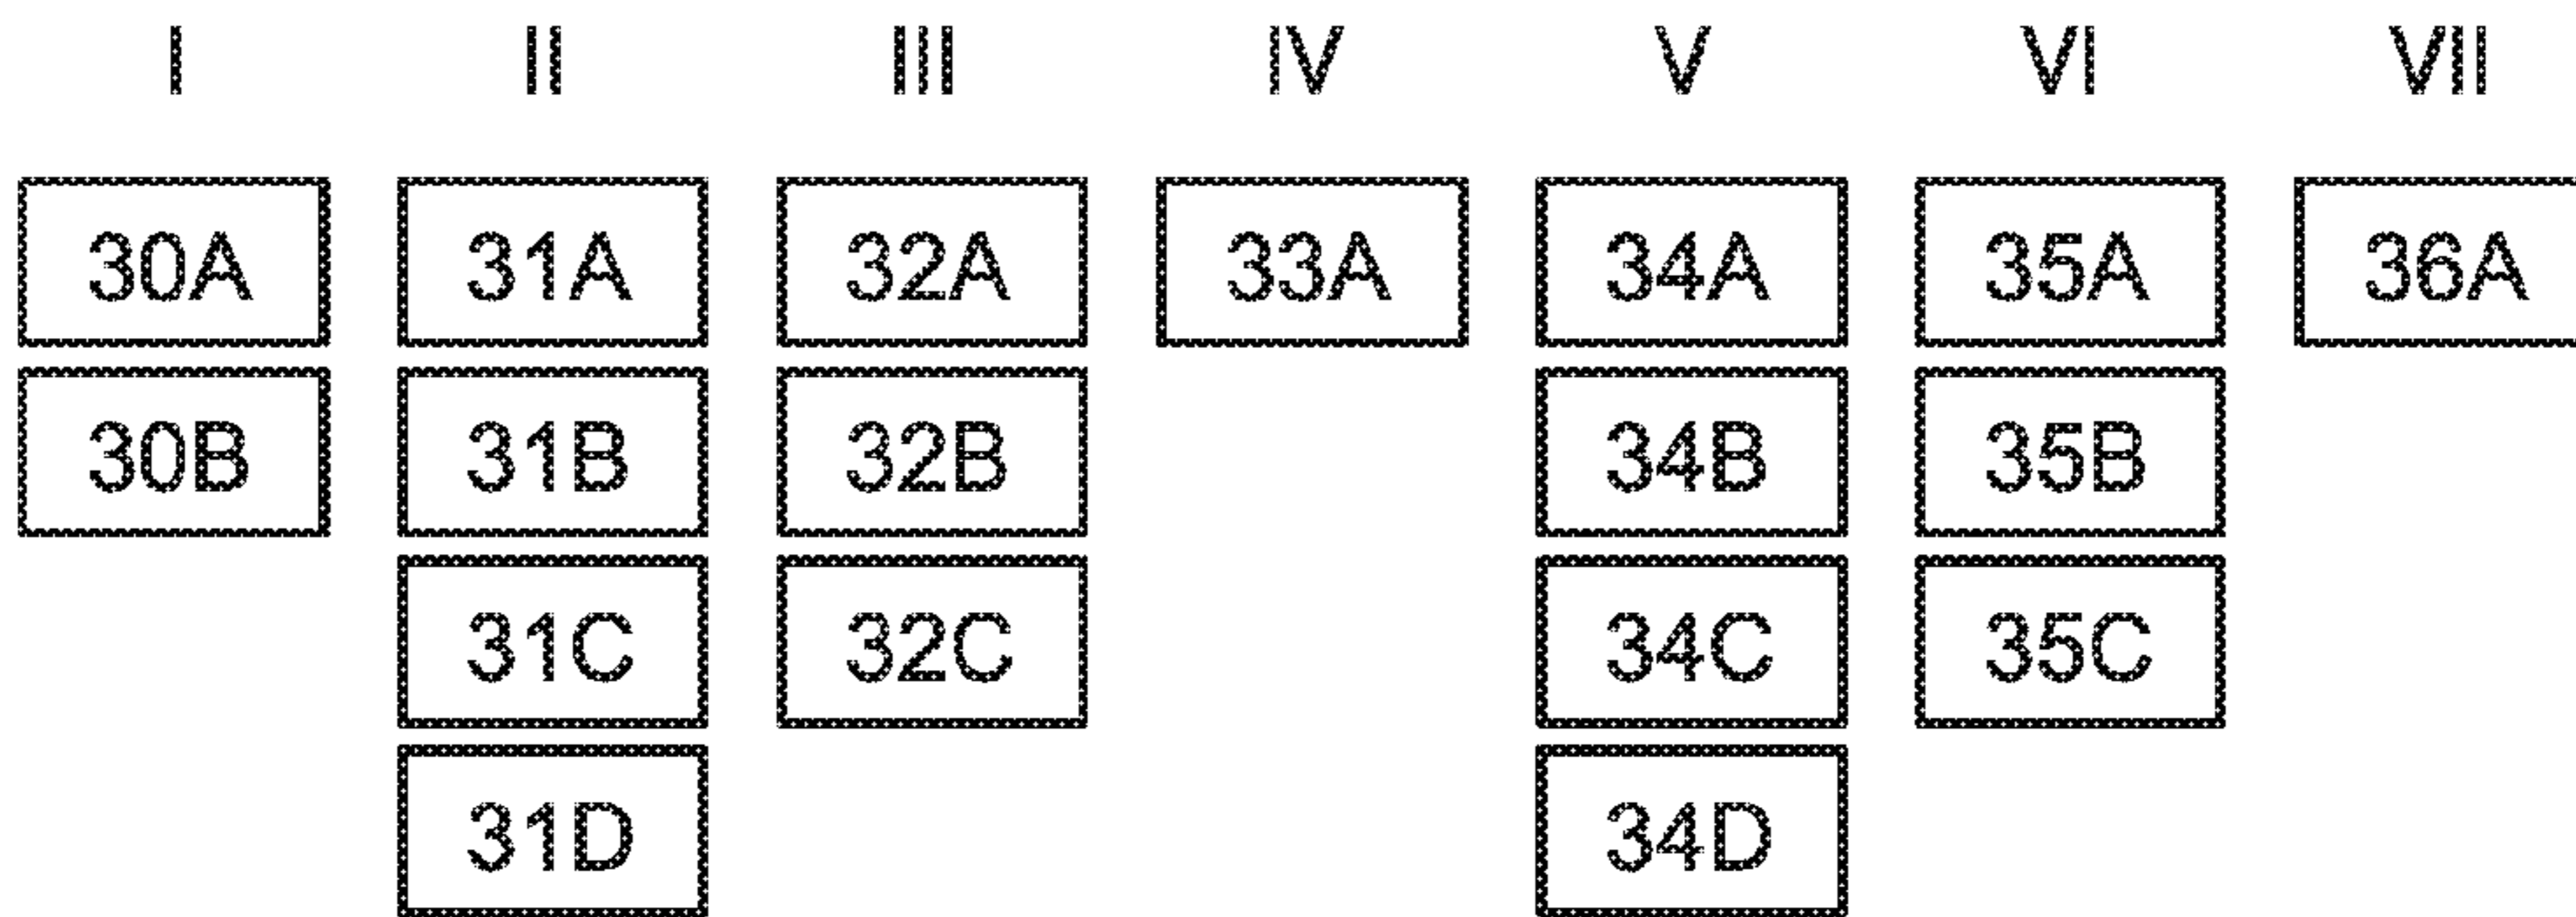 I II III IV V VI VII
30A 31A 32A 33A 34A 35A 36A
30B 31B 32B 34B 35B
31C 32C 34C 35C
31D 34D